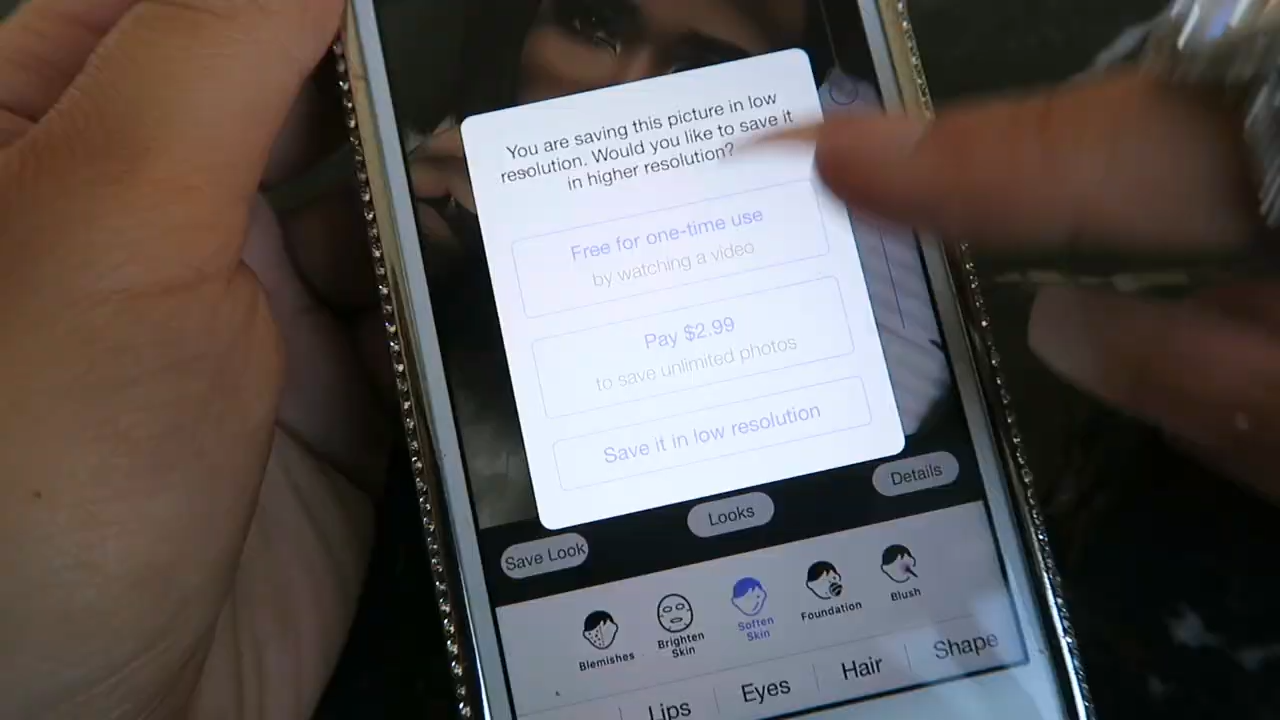 You are saving this picture in low
resolution. Would you like to save it
in higher resolution?
Free for one-time use
by watching a video
Pay $2.99
to save unlimited photos
Save it in low resolution
Save Look
Looks
Details
Blemishes
Brighten
Skin
Soften
Skin
Foundation
Blush
Lips
Eyes
Hair
Shape